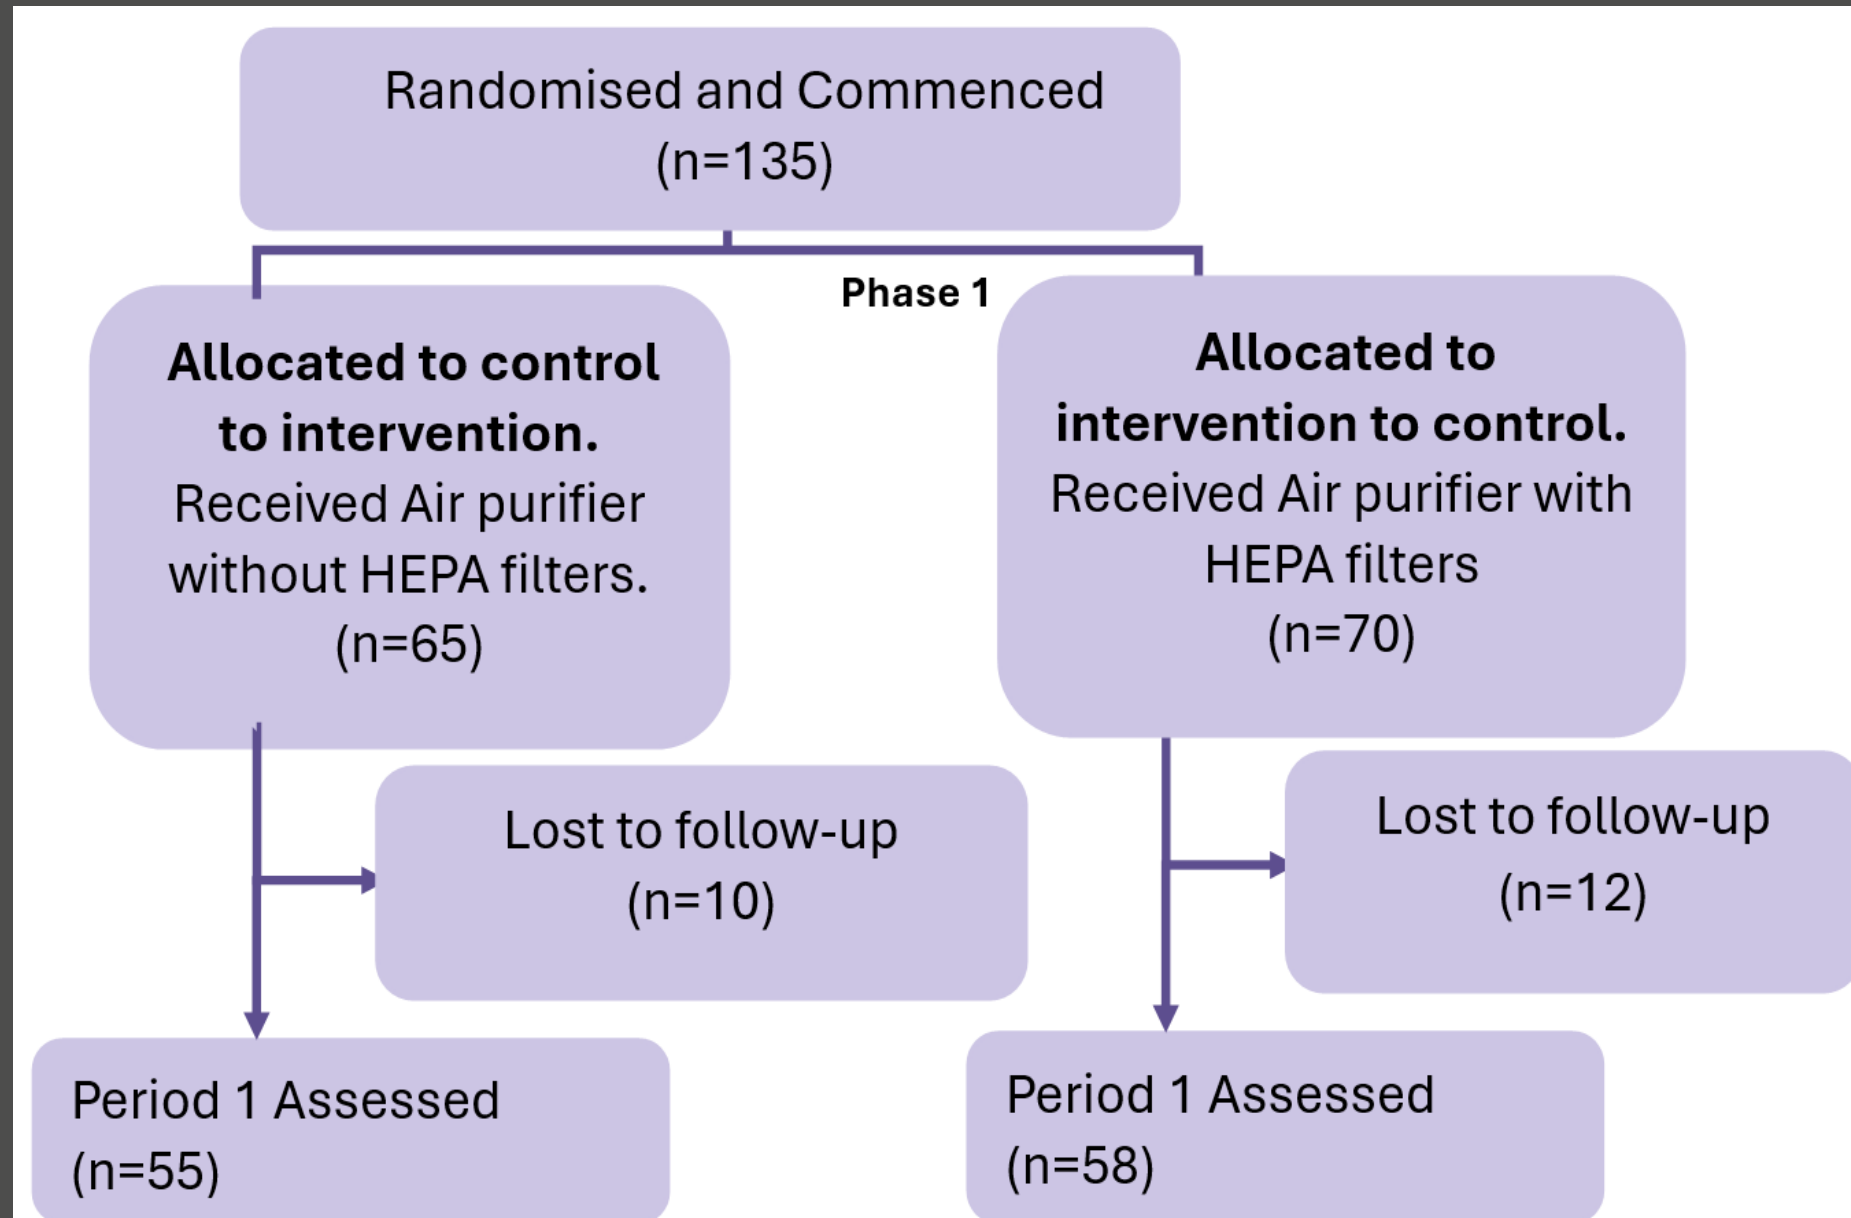 Randomised and Commenced
(n=135)
Phase 1
Allocated to control
to intervention.
Received Air purifier
without HEPA filters.
(n=65)
Allocated to
intervention to control.
Received Air purifier with
HEPA filters
(n=70)
Lost to follow-up
(n=10)
Lost to follow-up
(n=12)
Period 1 Assessed
(n=55)
Period 1 Assessed
(n=58)